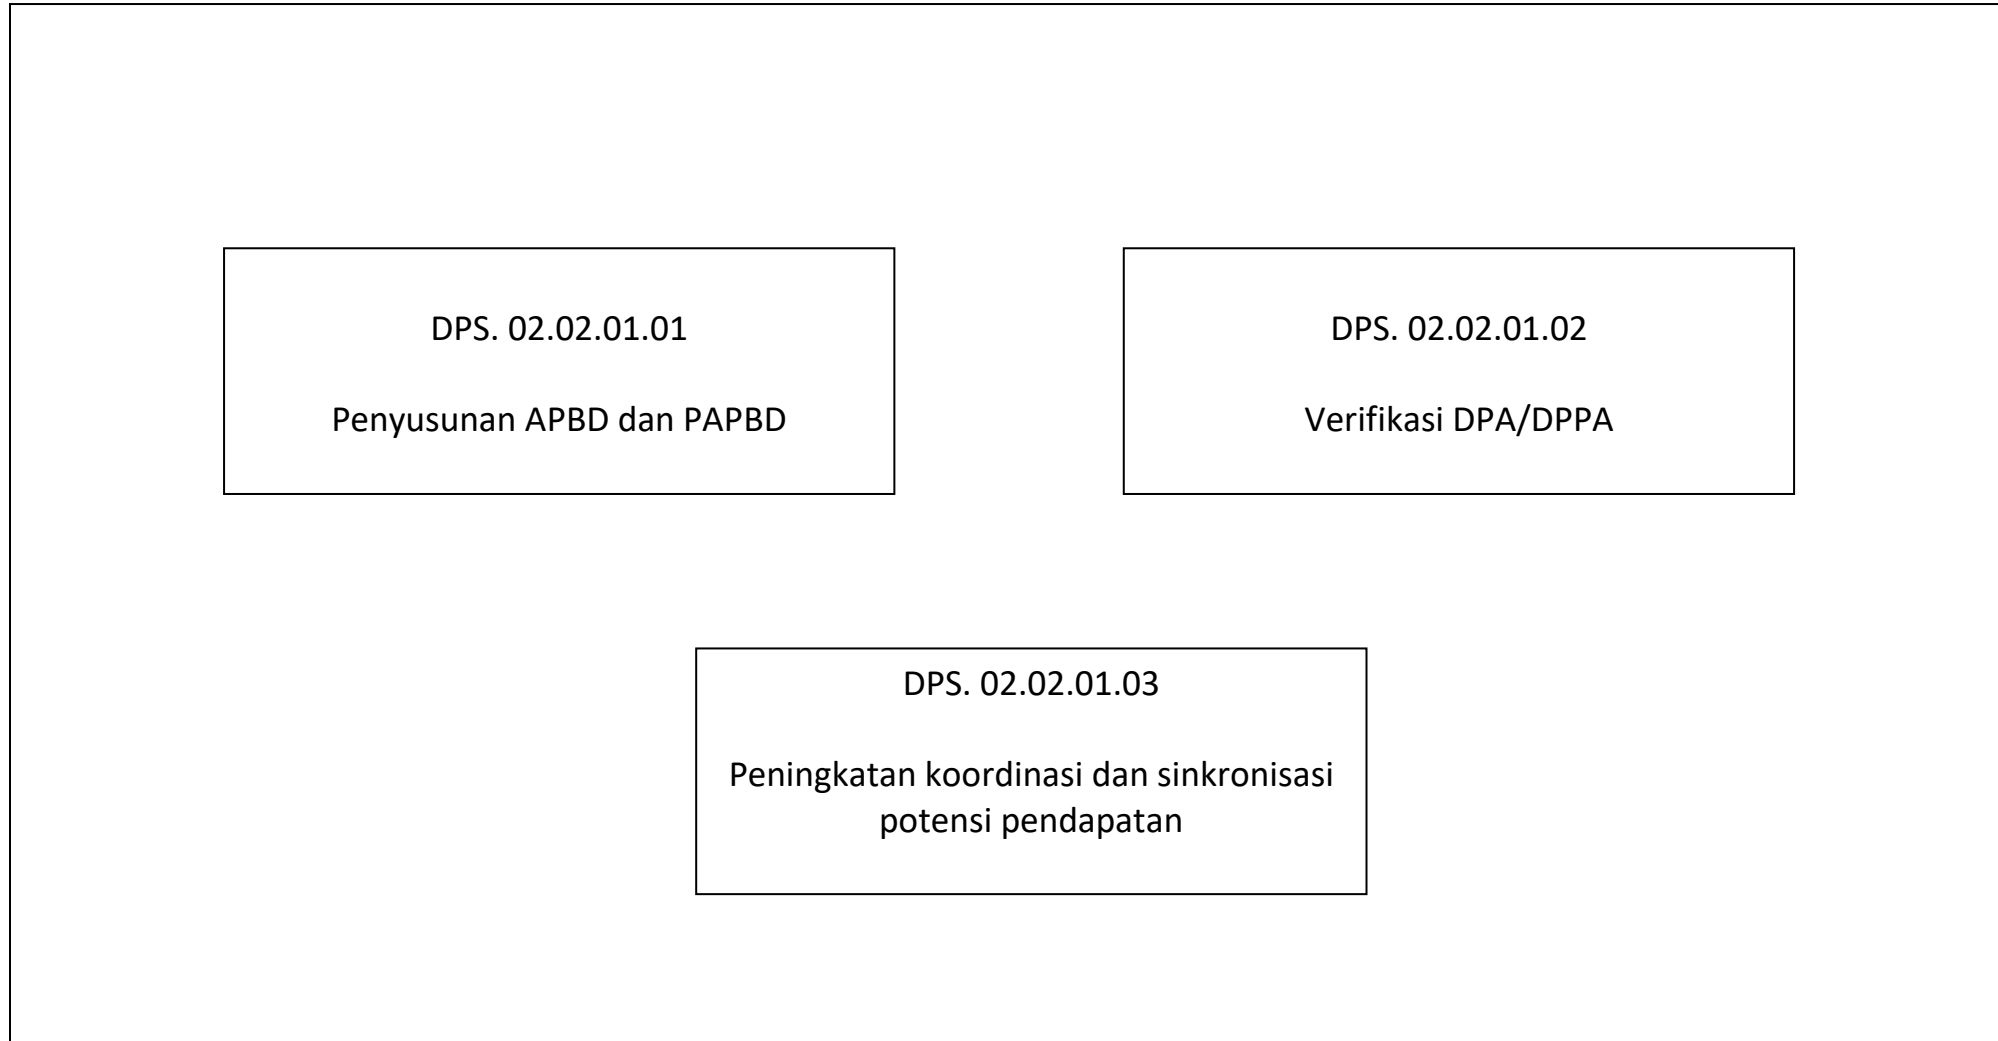 DPS. 02.02.01.01
Penyusunan APBD dan PAPBD
DPS. 02.02.01.02
Verifikasi DPA/DPPA
DPS. 02.02.01.03
Peningkatan koordinasi dan sinkronisasi
potensi pendapatan